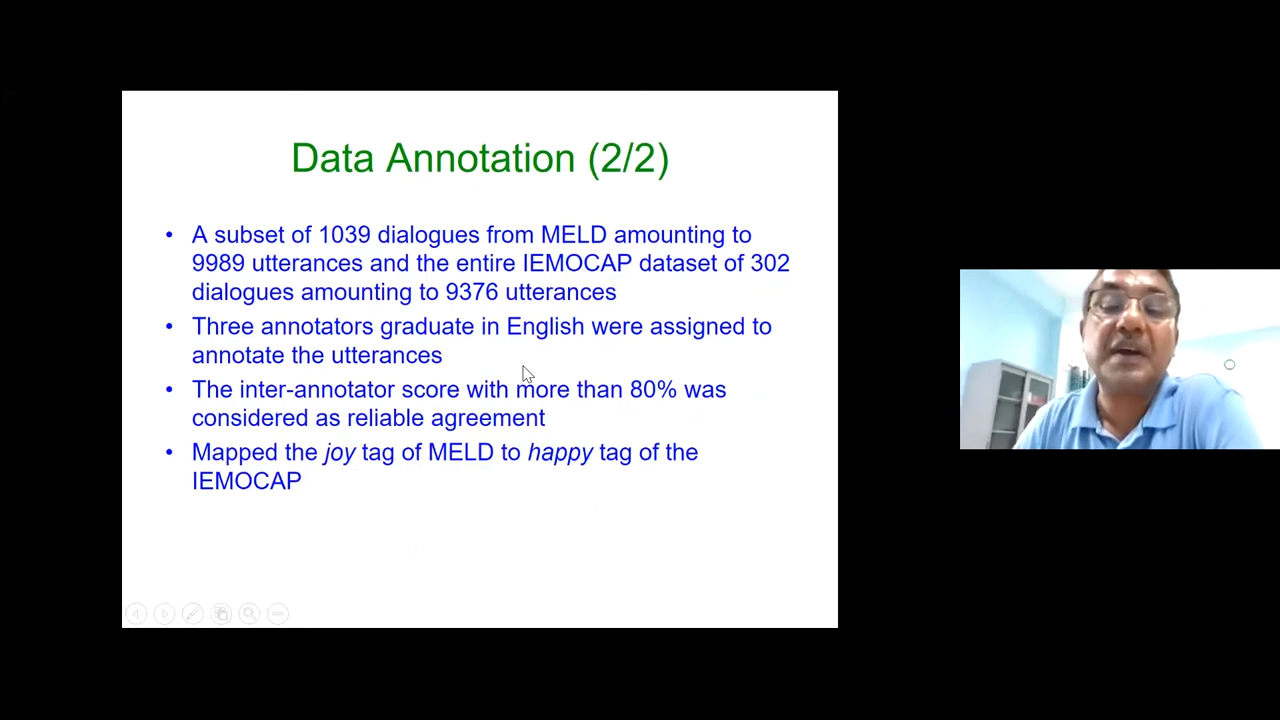 Data Annotation (2/2)
• A subset of 1039 dialogues from MELD amounting to
9989 utterances and the entire IEMOCAP dataset of 302
dialogues amounting to 9376 utterances
• Three annotators graduate in English were assigned to
annotate the utterances
• The inter-annotator score with more than 80% was
considered as reliable agreement
• Mapped the joy tag of MELD to happy tag of the
IEMOCAP